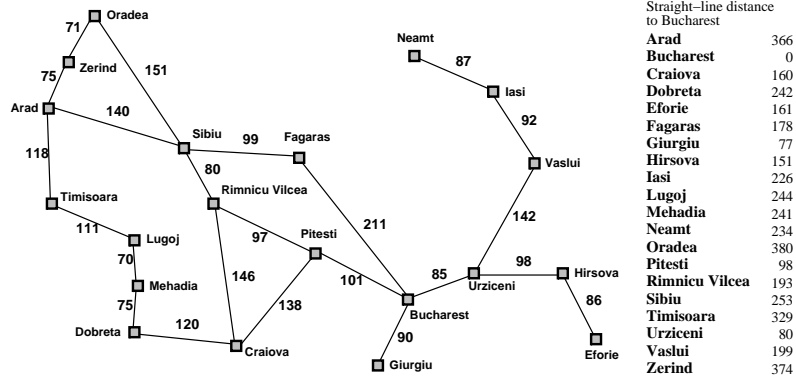 Oradea
71
Neamt
87
Zerind
151
75
Iasi
Arad
140
92
Sibiu
99
Fagaras
118
Vaslui
80
Rimnicu Vilcea
Timisoara
142
111
211
Lugoj
97
Pitesti
70
98
Hirsova
146
85
Mehadia
101
Urziceni
86
75
138
Bucharest
120
90
Dobreta
Craiova
Eforie
Giurgiu
Straight–line distance
to Bucharest
Arad 366
Bucharest 0
Craiova 160
Dobreta 242
Eforie 161
Fagaras 178
Giurgiu 77
Hirsova 151
Iasi 226
Lugoj 244
Mehadia 241
Neamt 234
Oradea 380
Pitesti 98
Rimnicu Vilcea 193
Sibiu 253
Timisoara 329
Urziceni 80
Vaslui 199
Zerind 374